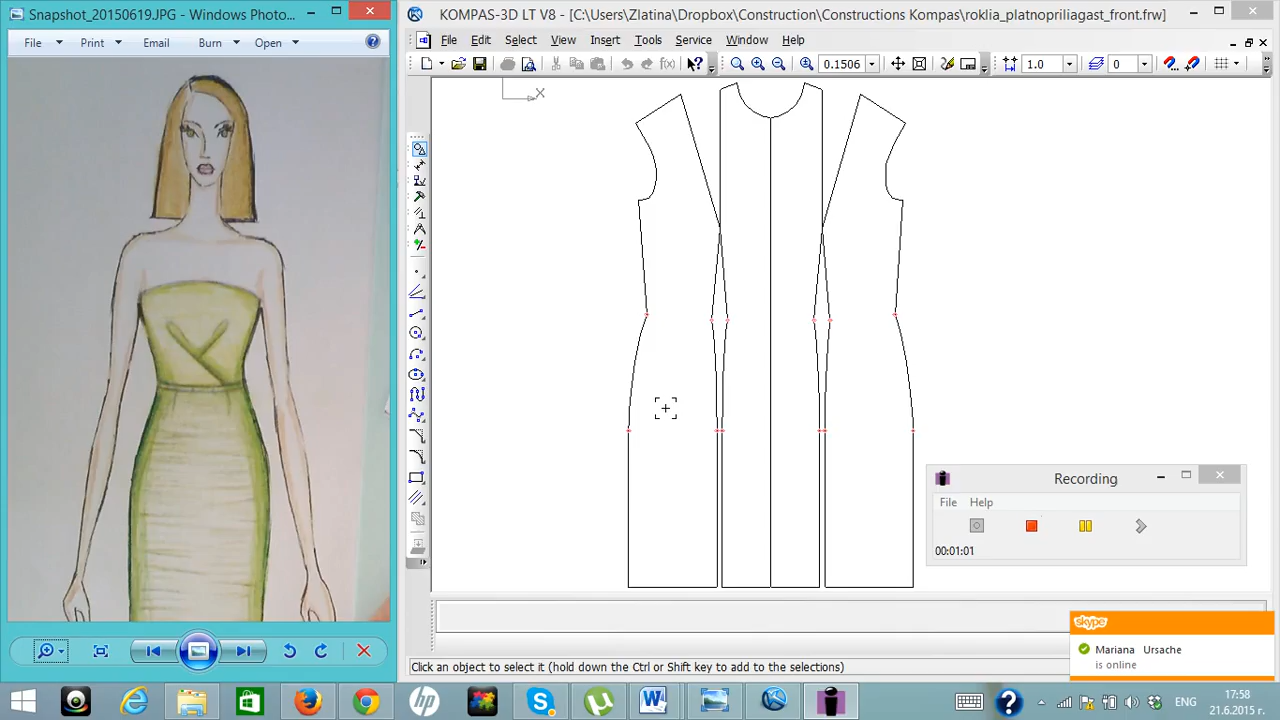 Snapshot_20150619.JPG - Windows Photo...
File Print Email Burn Open
KOMPAS-3D LT V8 - [C:\Users\Zlatina\Dropbox\Construction\Constructions Kompas\roklia_platnopriliagast_front.frw]
File Edit Select View Insert Tools Service Window Help
0.1506 1.0 0
X
Recording
File Help
00:01:01
skype
Mariana Ursache
is online
Click an object to select it (hold down the Ctrl or Shift key to add to the selections)
ЕНГ
17:58
21.6.2015 г.